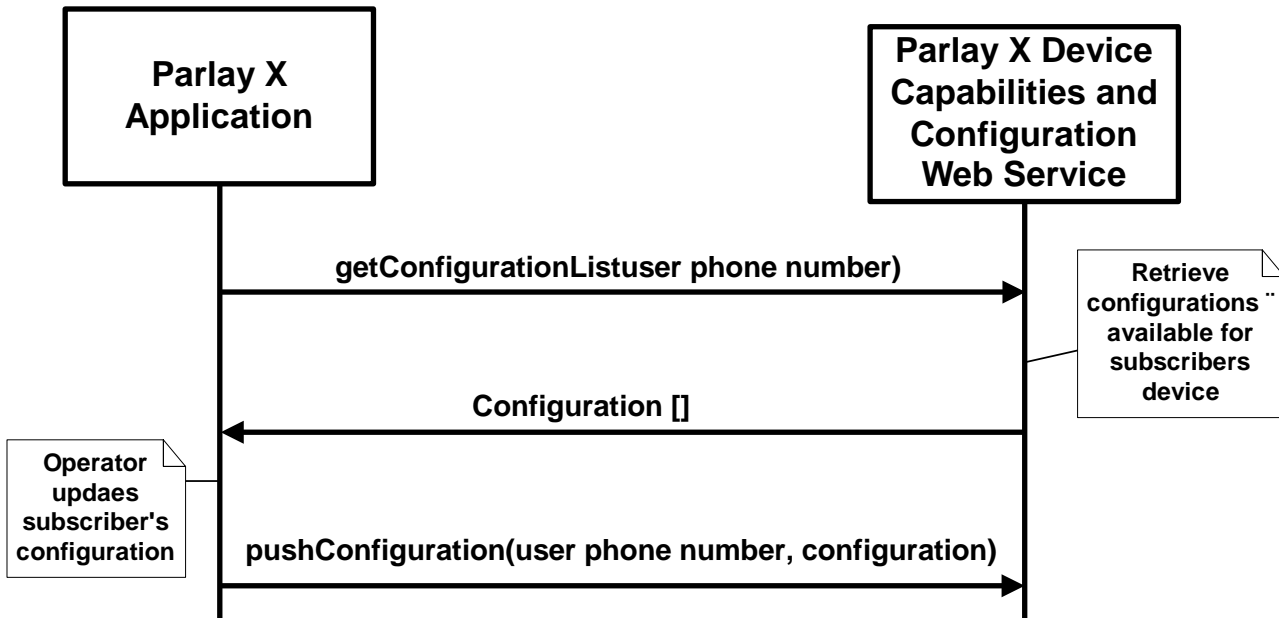 Parlay X
Application
Parlay X Device
Capabilities and
Configuration
Web Service
getConfigurationListuser phone number)
Retrieve
configurations ¨
available for
subscribers
device
Configuration []
Operator
updaes
subscriber's
configuration
pushConfiguration(user phone number, configuration)